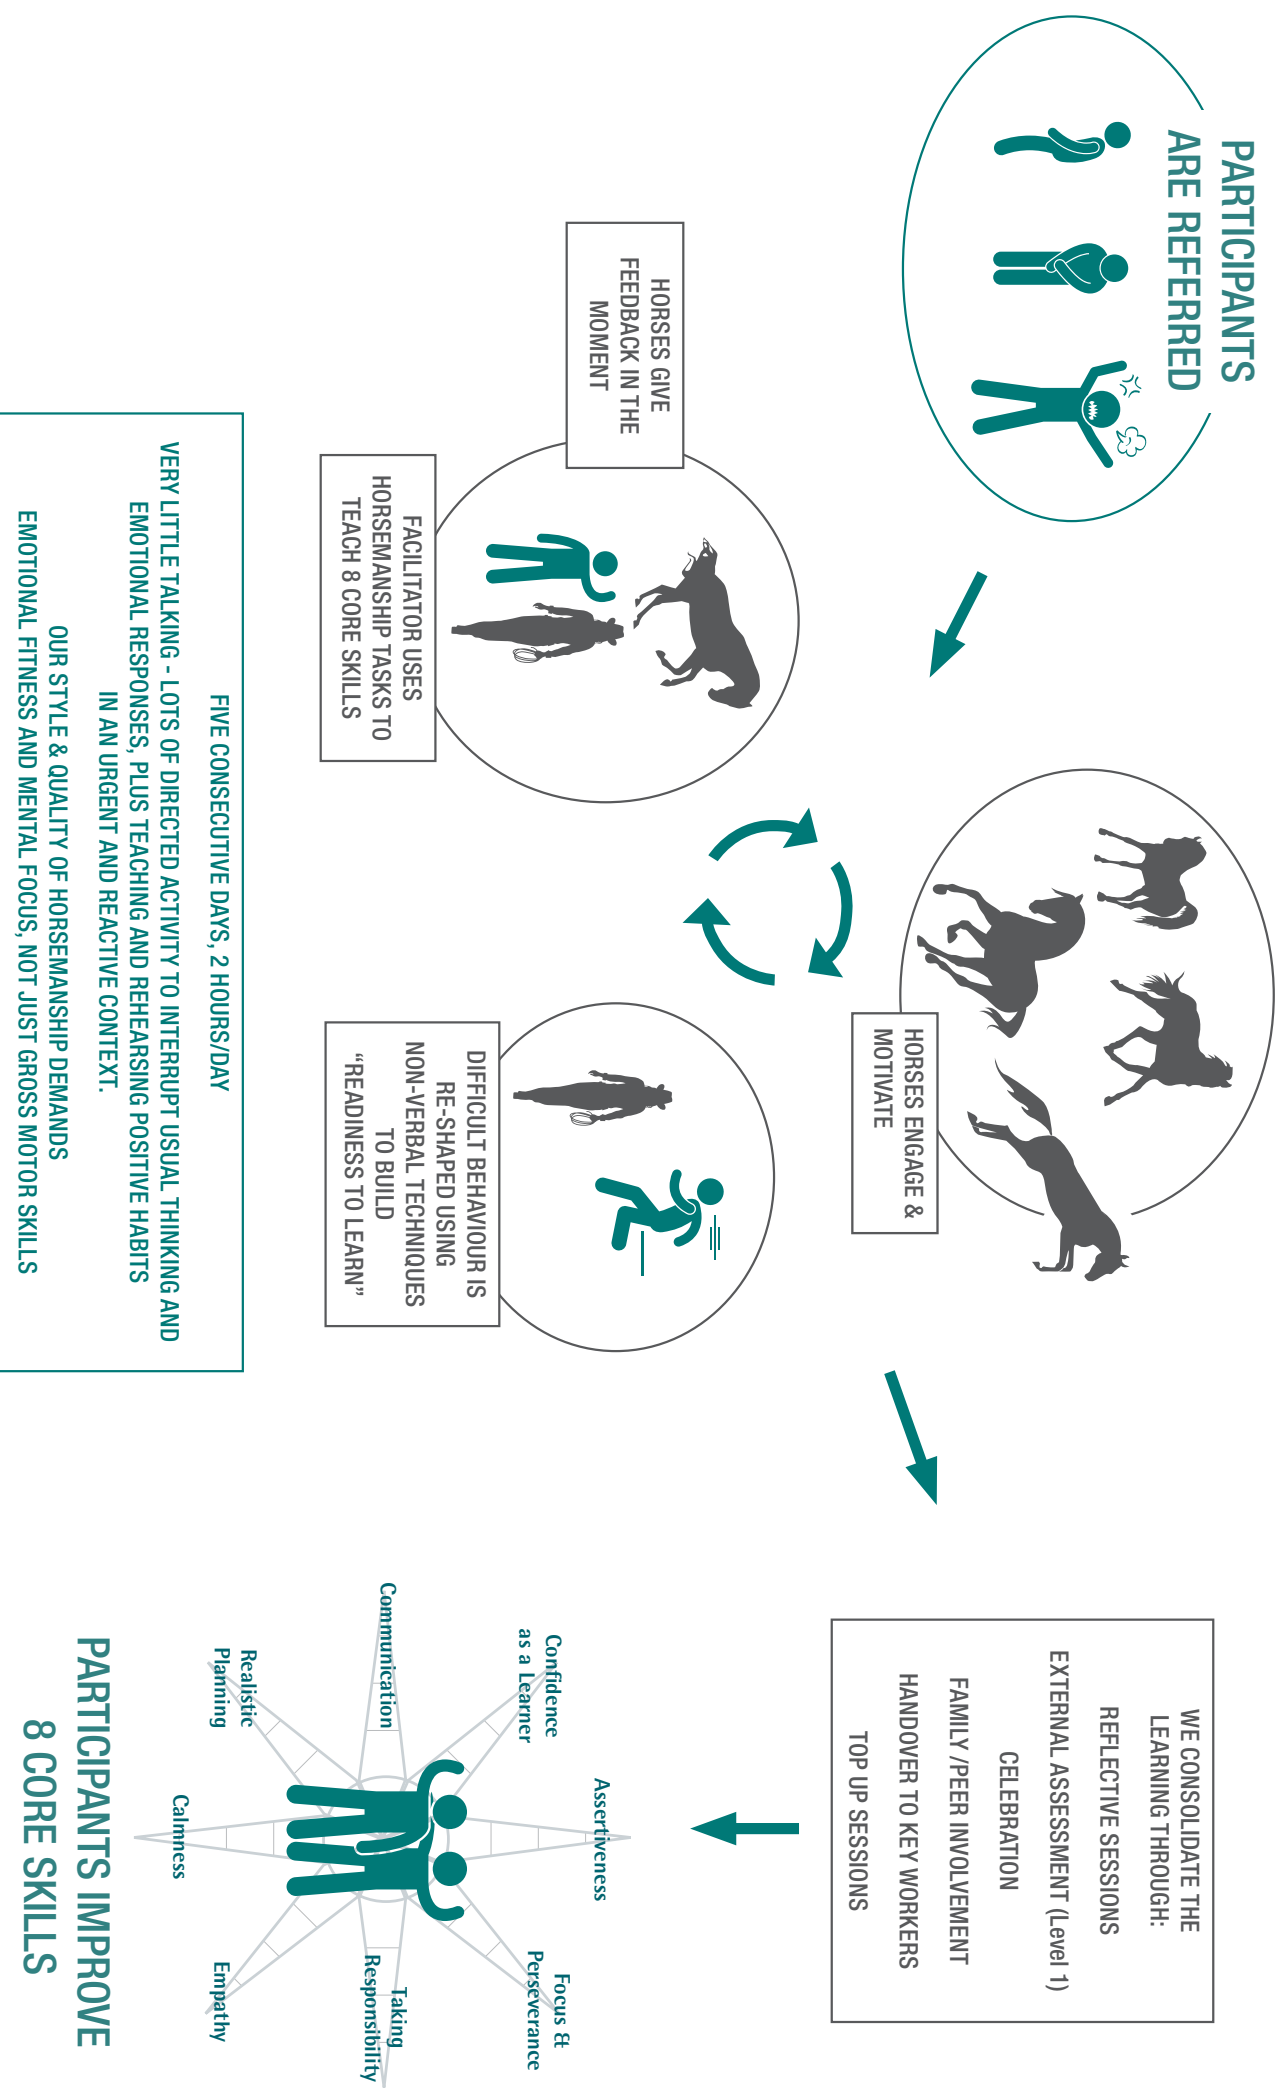 PARTICIPANTS
ARE REFERRED
HORSES ENGAGE &
MOTIVATE
HORSES GIVE
FEEDBACK IN THE
MOMENT
FACILITATOR USES
HORSEMANSHIP TASKS TO
TEACH 8 CORE SKILLS
DIFFICULT BEHAVIOUR IS
RE-SHAPED USING
NON-VERBAL TECHNIQUES
TO BUILD
“READINESS TO LEARN”
FIVE CONSECUTIVE DAYS, 2 HOURS/DAY
VERY LITTLE TALKING - LOTS OF DIRECTED ACTIVITY TO INTERRUPT USUAL THINKING AND
EMOTIONAL RESPONSES, PLUS TEACHING AND REHEARSING POSITIVE HABITS
IN AN URGENT AND REACTIVE CONTEXT.
OUR STYLE & QUALITY OF HORSEMANSHIP DEMANDS
EMOTIONAL FITNESS AND MENTAL FOCUS, NOT JUST GROSS MOTOR SKILLS
WE CONSOLIDATE THE
LEARNING THROUGH:
REFLECTIVE SESSIONS
EXTERNAL ASSESSMENT (Level 1)
CELEBRATION
FAMILY /PEER INVOLVEMENT
HANDOVER TO KEY WORKERS
TOP UP SESSIONS
Assertiveness
Confidence
as a Learner
Focus &
Perseverance
Communication
Taking
Responsibility
Realistic
Planning
Empathy
Calmness
PARTICIPANTS IMPROVE
8 CORE SKILLS